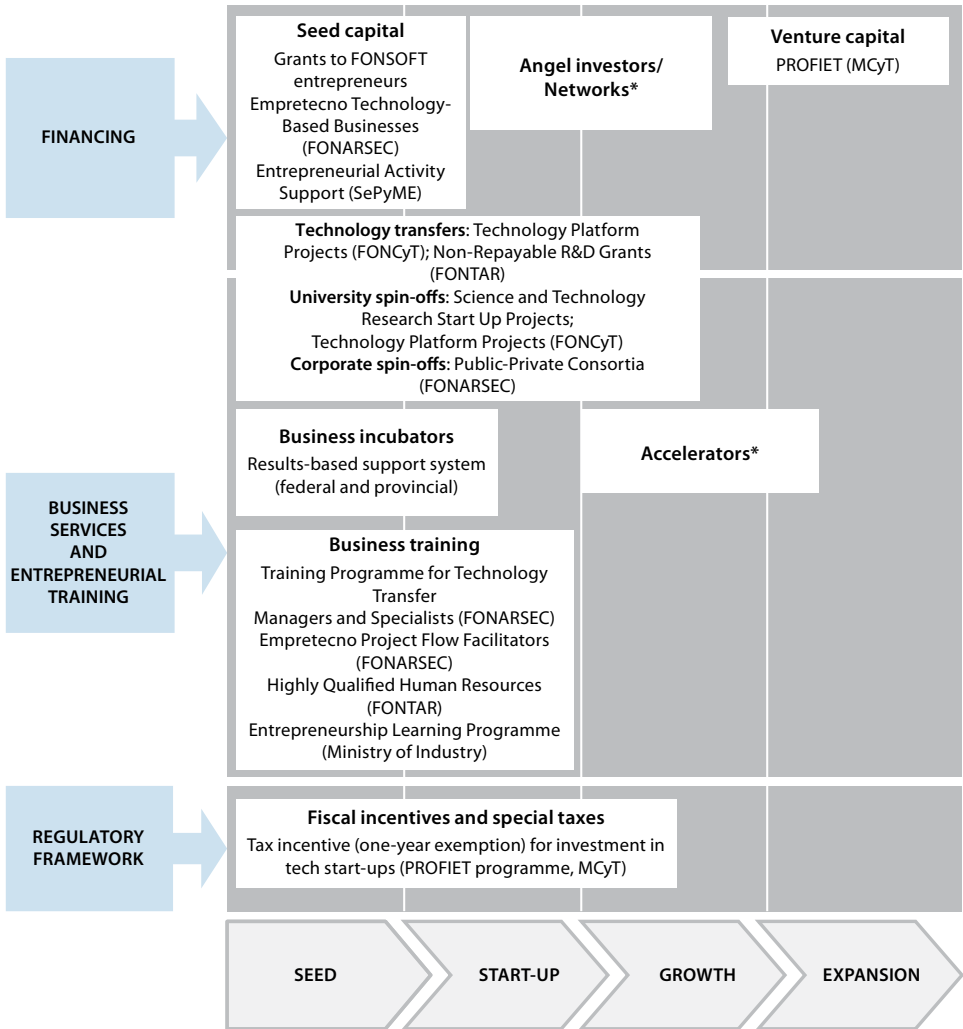 FINANCING
Seed capital
Grants to FONSOFT
entrepreneurs
Empretecno Technology-
Based Businesses
(FONARSEC)
Entrepreneurial Activity
Support (SePyME)
Angel investors/
Networks*
Venture capital
PROFIET (MCyT)
Technology transfers: Technology Platform
Projects (FONCyT); Non-Repayable R&D Grants
(FONTAR)
University spin-offs: Science and Technology
Research Start Up Projects;
Technology Platform Projects (FONCyT)
Corporate spin-offs: Public-Private Consortia
(FONARSEC)
BUSINESS
SERVICES
AND
ENTREPRENEURIAL
TRAINING
Business incubators
Results-based support system
(federal and provincial)
Accelerators*
Business training
Training Programme for Technology
Transfer
Managers and Specialists (FONARSEC)
Empretecno Project Flow Facilitators
(FONARSEC)
Highly Qualified Human Resources
(FONTAR)
Entrepreneurship Learning Programme
(Ministry of Industry)
REGULATORY
FRAMEWORK
Fiscal incentives and special taxes
Tax incentive (one-year exemption) for investment in
tech start-ups (PROFIET programme, MCyT)
SEED
START-UP
GROWTH
EXPANSION